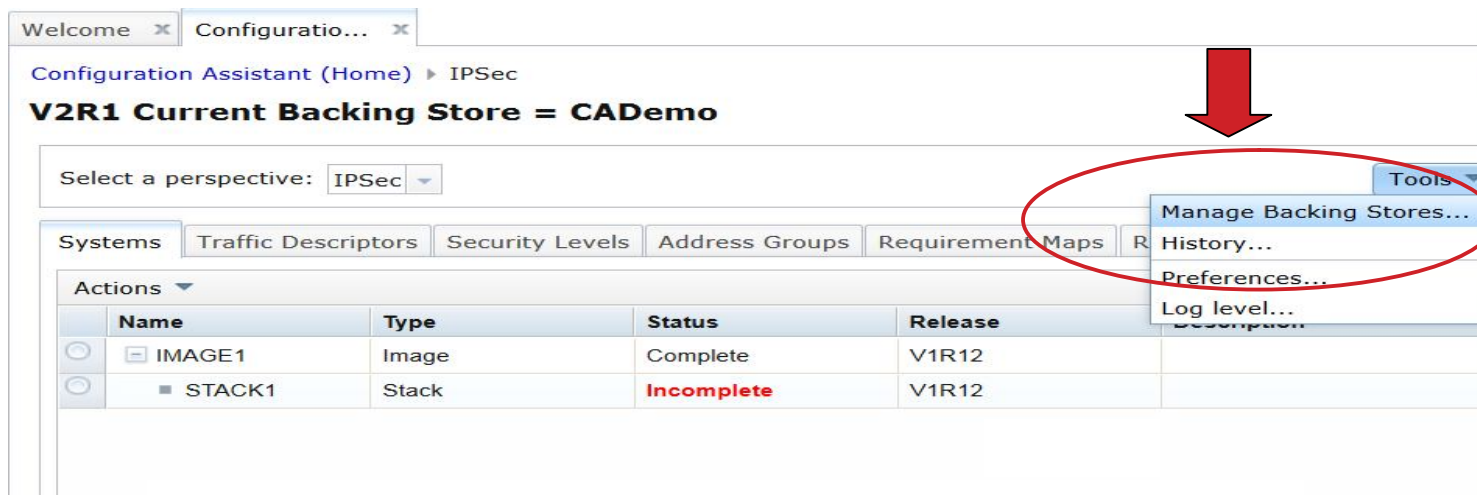 Welcome x Configuratio... x
Configuration Assistant (Home) ▸ IPSec
V2R1 Current Backing Store = CADemo
Select a perspective: IPSec
Tools
Manage Backing Stores...
History...
Preferences...
Log level...
Systems Traffic Descriptors Security Levels Address Groups Requirement Maps R
Actions
Name Type Status Release Description
IMAGE1 Image Complete V1R12
STACK1 Stack Incomplete V1R12